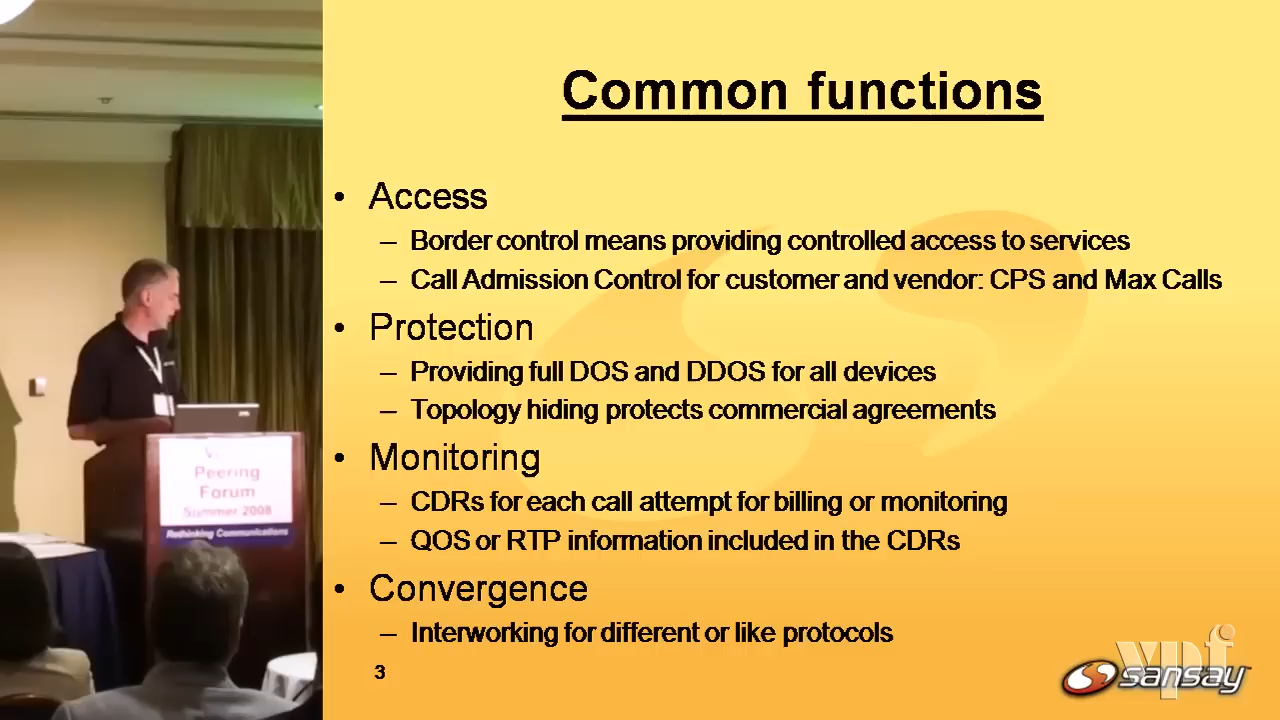 Common functions
• Access
– Border control means providing controlled access to services
– Call Admission Control for customer and vendor: CPS and Max Calls
• Protection
– Providing full DOS and DDOS for all devices
– Topology hiding protects commercial agreements
• Monitoring
– CDRs for each call attempt for billing or monitoring
– QOS or RTP information included in the CDRs
• Convergence
– Interworking for different or like protocols
3
vpf
sansay
Peering
Forum
Summer 2008
Rethinking Communications